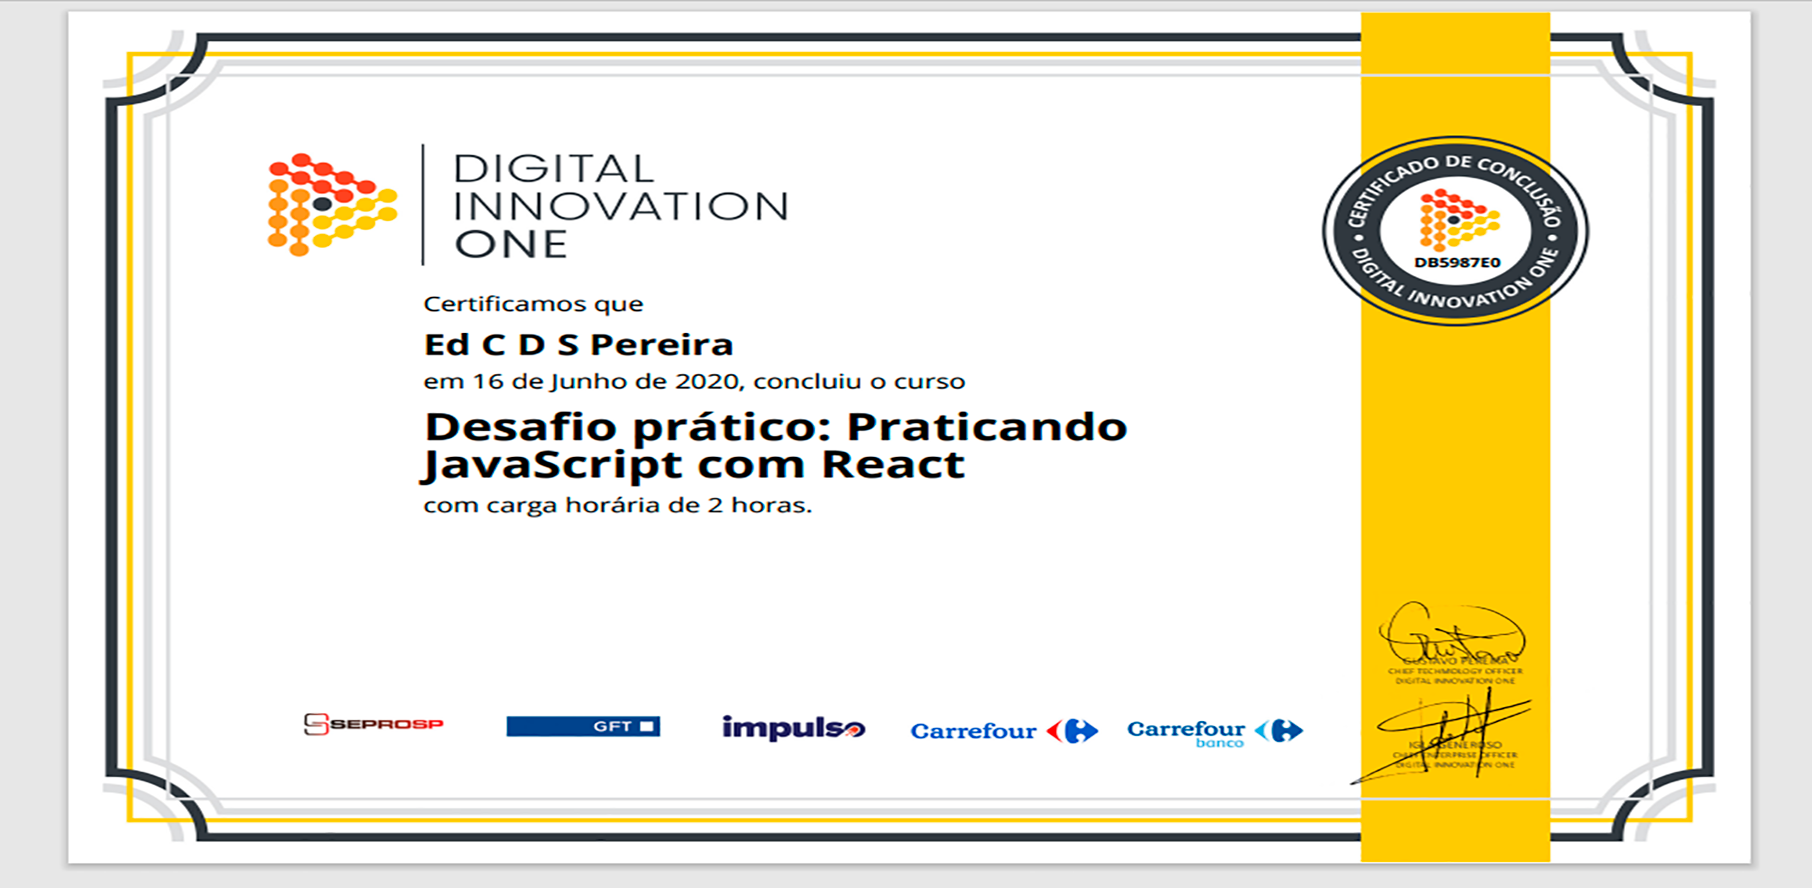 DIGITAL
INNOVATION
ONE
CERTIFICADO DE CONCLUSÃO
DB5987E0
• DIGITAL INNOVATION ONE •
Certificamos que
Ed C D S Pereira
em 16 de Junho de 2020, concluiu o curso
Desafio prático: Praticando
JavaScript com React
com carga horária de 2 horas.
SEPROSP
GFT
impulso
Carrefour
Carrefour
banco
GUSTAVO PEREIRA
CHIEF TECHNOLOGY OFFICER
DIGITAL INNOVATION ONE
GENEROSO
CHIEF ENTERPRISE OFFICER
DIGITAL INNOVATION ONE